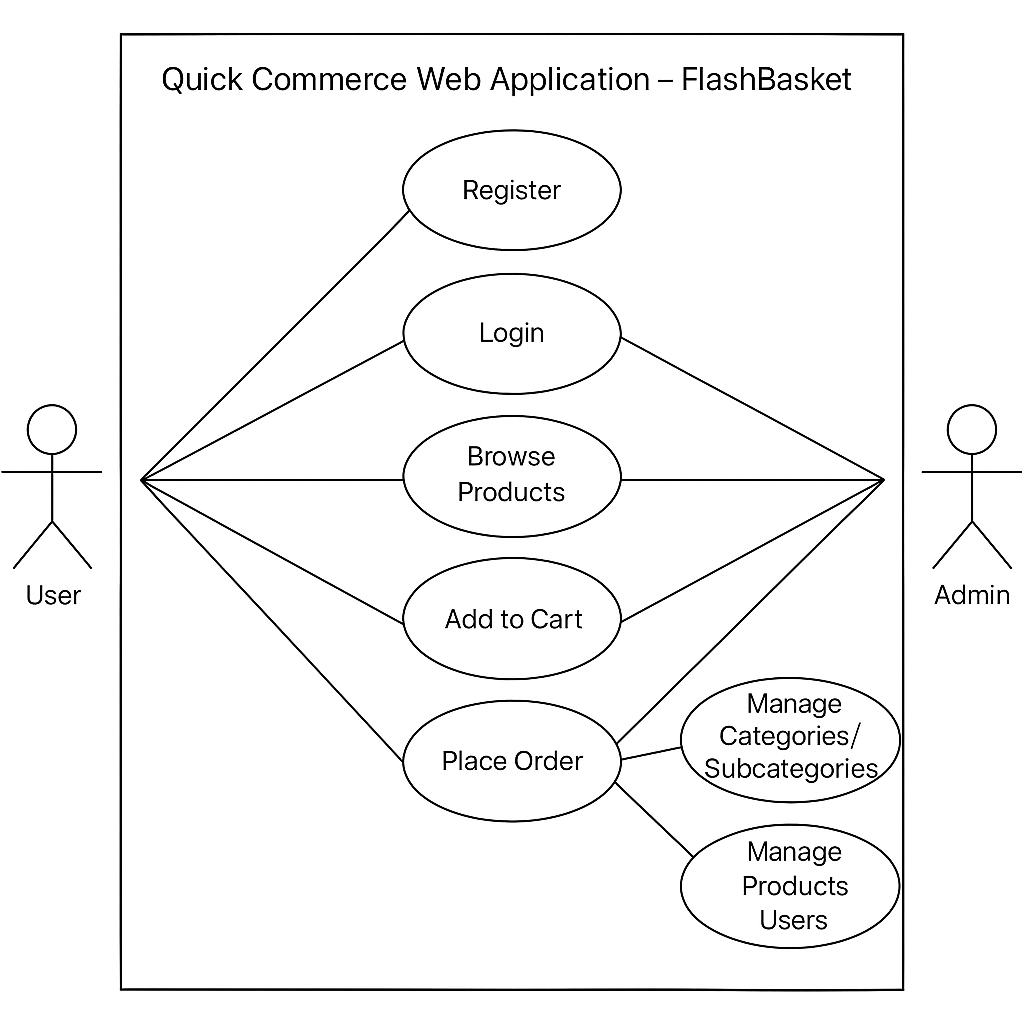 Quick Commerce Web Application – FlashBasket
Register
Login
Browse
Products
User
Admin
Add to Cart
Place Order
Manage
Categories/
Subcategories
Manage
Products
Users